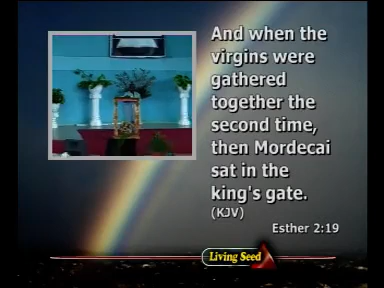 And when the
virgins were
gathered
together the
second time,
then Mordecai
sat in the
king's gate.
(KJV)
Esther 2:19
Living Seed